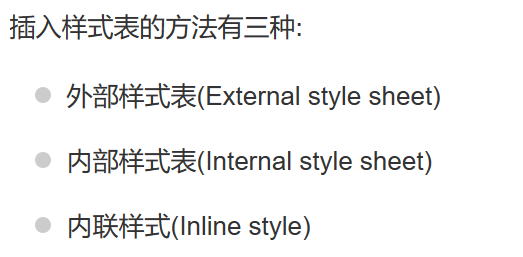 插入样式表的方法有三种:
外部样式表(External style sheet)
内部样式表(Internal style sheet)
内联样式(Inline style)